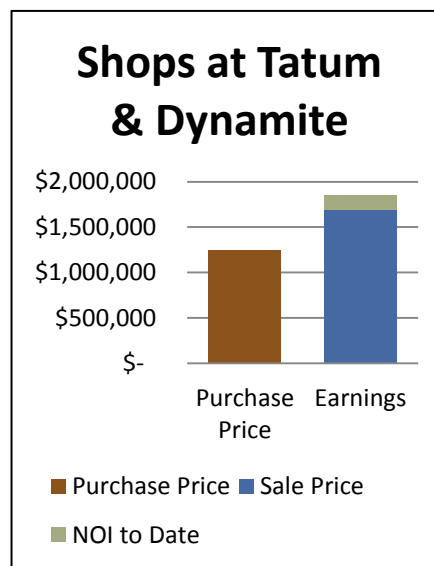 Shops at Tatum
& Dynamite
$2,000,000
$1,500,000
$1,000,000
$500,000
$-
Purchase Price
Earnings
Purchase Price
Sale Price
NOI to Date